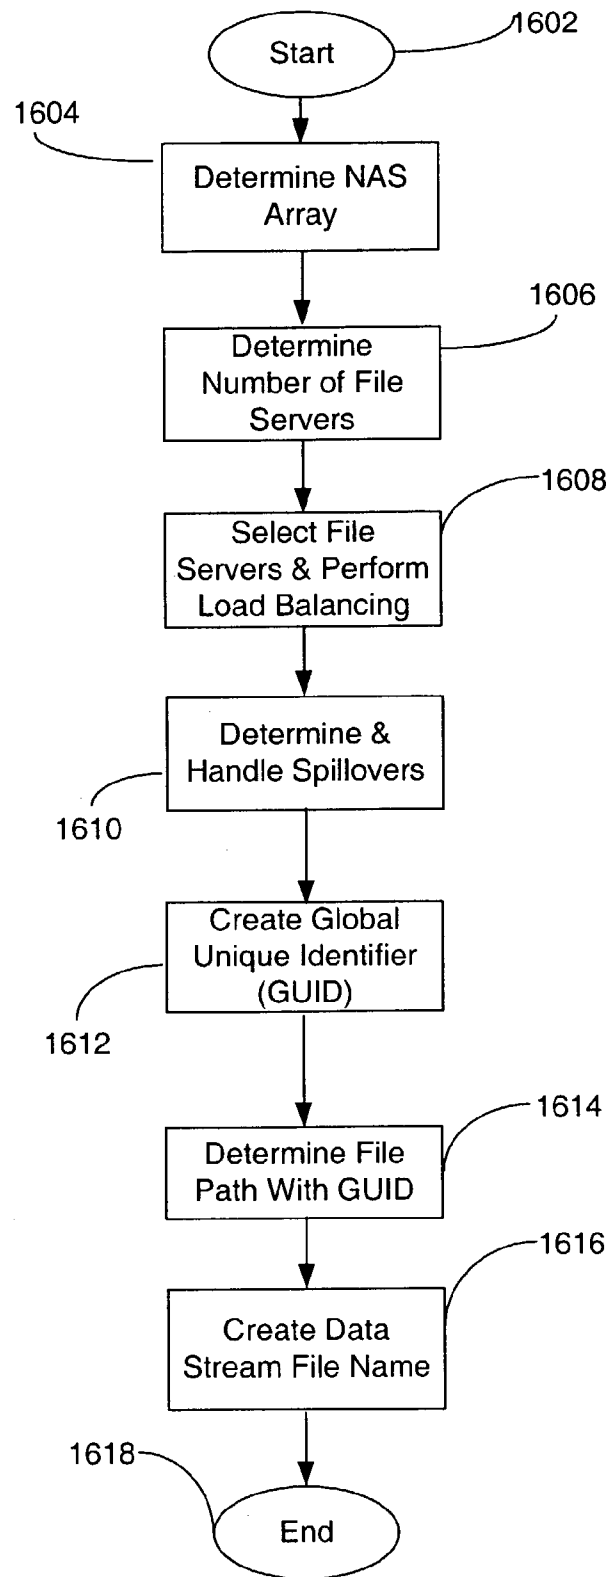 Start
1602
1604
Determine NAS
Array
1606
Determine
Number of File
Servers
1608
Select File
Servers & Perform
Load Balancing
Determine &
Handle Spillovers
1610
Create Global
Unique Identifier
(GUID)
1612
1614
Determine File
Path With GUID
1616
Create Data
Stream File Name
1618
End